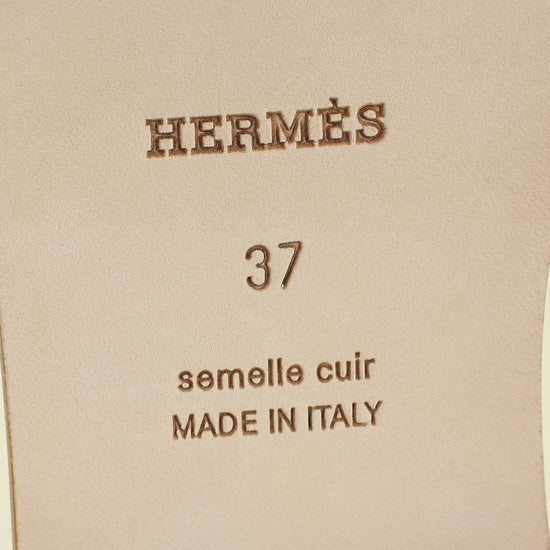 HERMÈS
37
semelle cuir
MADE IN ITALY